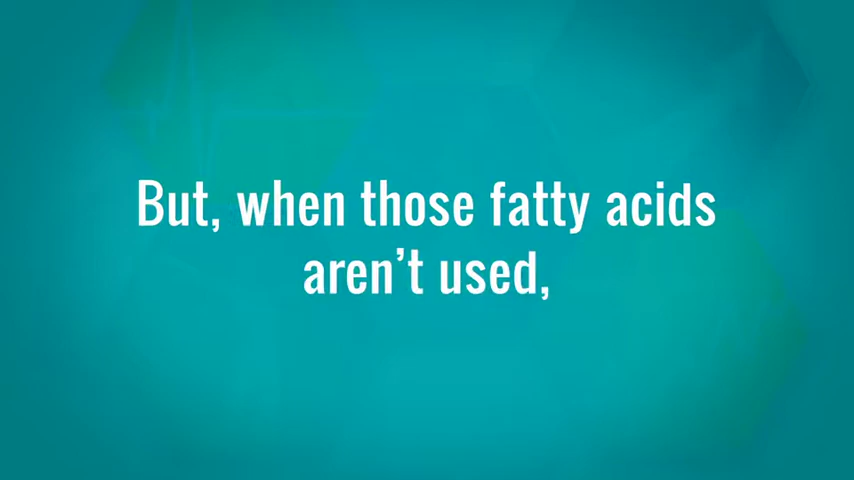 But, when those fatty acids
aren’t used,